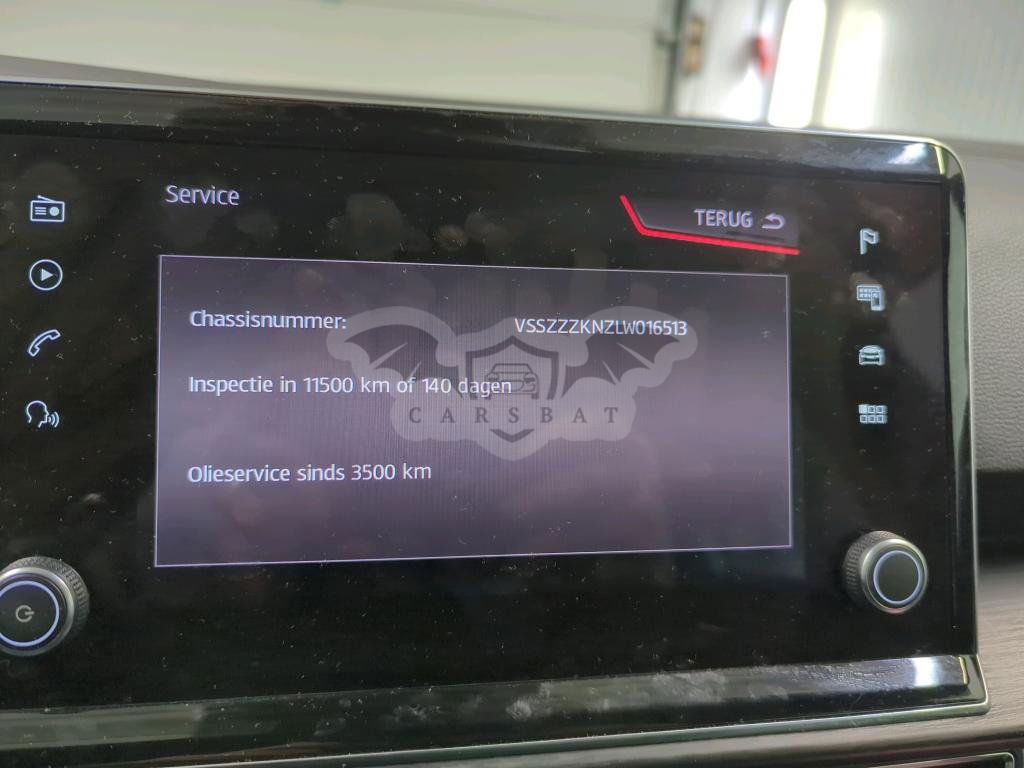 Service
TERUG
Chassisnummer: VSSZZZKNZLW016513
Inspectie in 11500 km of 140 dagen
CARSBAT
Olieservice sinds 3500 km